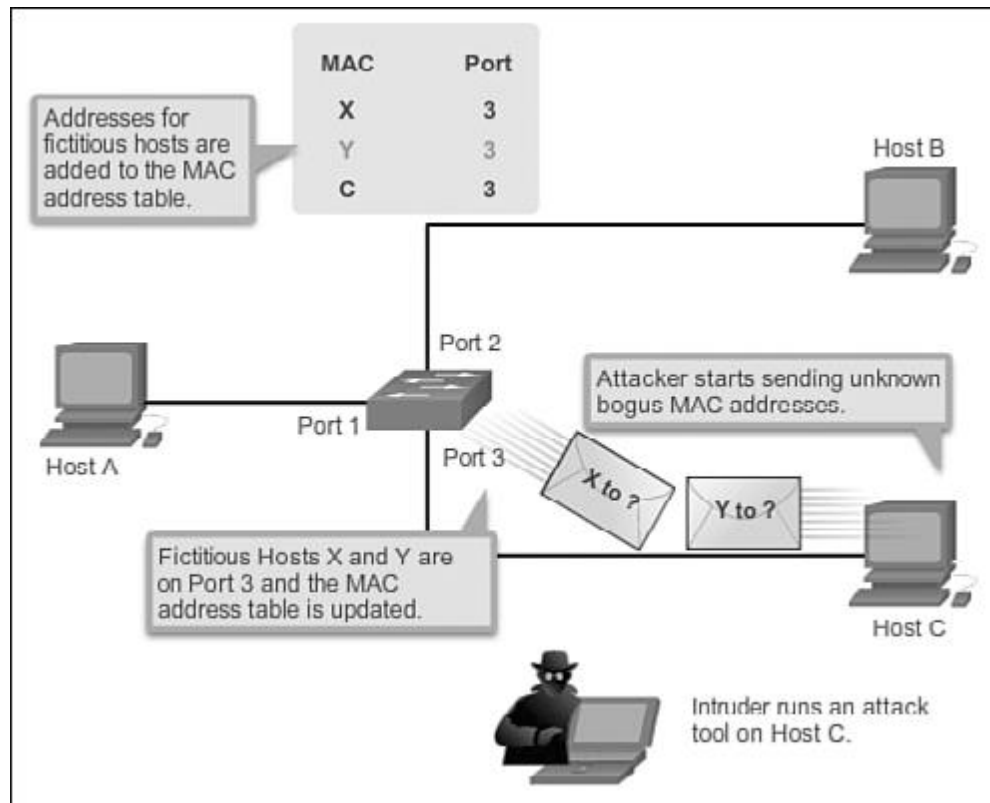 MAC Port
X 3
Y 3
C 3
Addresses for
fictitious hosts are
added to the MAC
address table.
Host B
Port 2
Attacker starts sending unknown
bogus MAC addresses.
Port 1
Host A
Port 3
X to ?
Y to ?
Fictitious Hosts X and Y are
on Port 3 and the MAC
address table is updated.
Host C
Intruder runs an attack
tool on Host C.